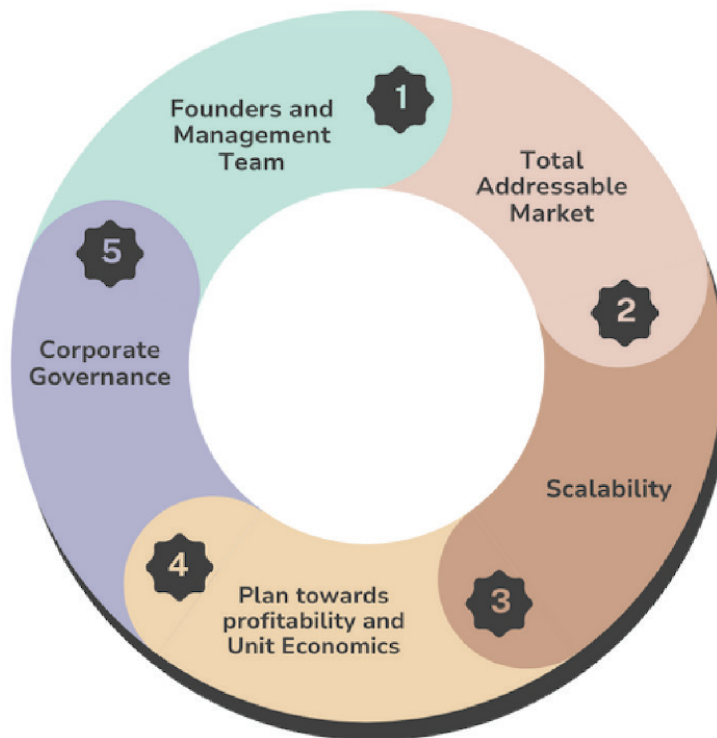 1
Founders and
Management
Team
2
Total
Addressable
Market
3
Scalability
4
Plan towards
profitability and
Unit Economics
5
Corporate
Governance